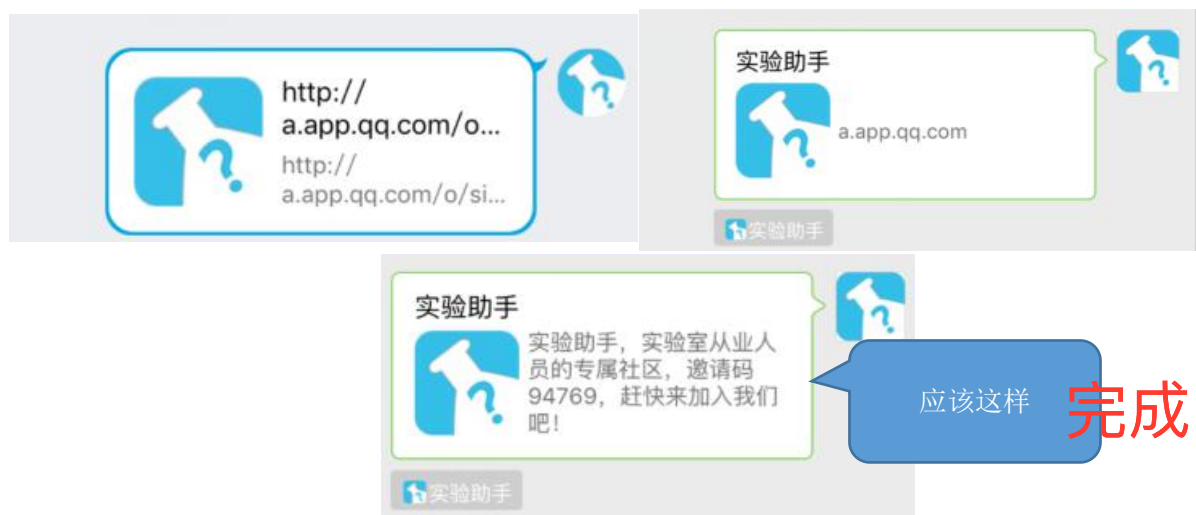 http://
a.app.qq.com/o...
http://
a.app.qq.com/o/si...
实验助手
a.app.qq.com
实验助手
实验助手
实验助手，实验室从业人
员的专属社区，邀请码
94769，赶快来加入我们
吧！
实验助手
应该这样
完成